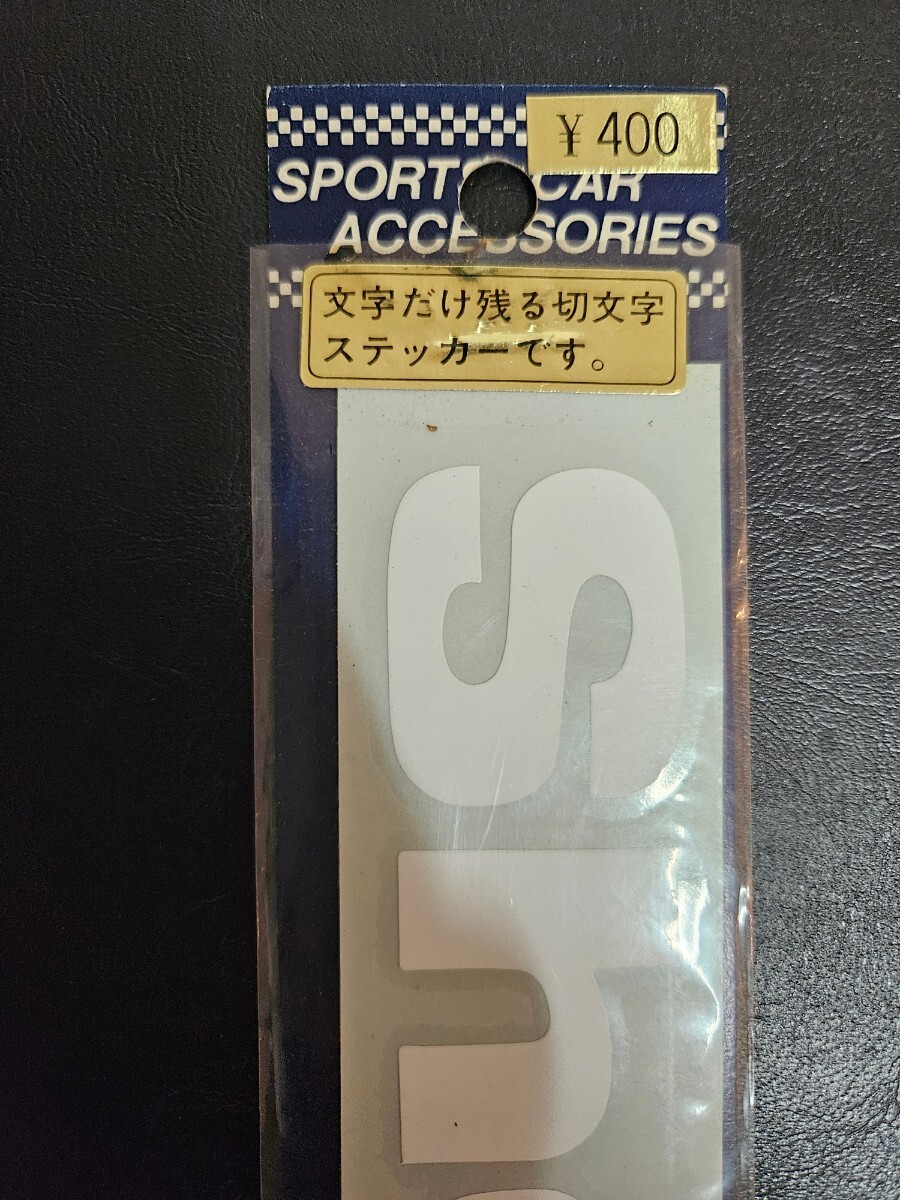 ¥400
SPORTS CAR
ACCESSORIES
文字だけ残る切文字
ステッカーです。
Sh